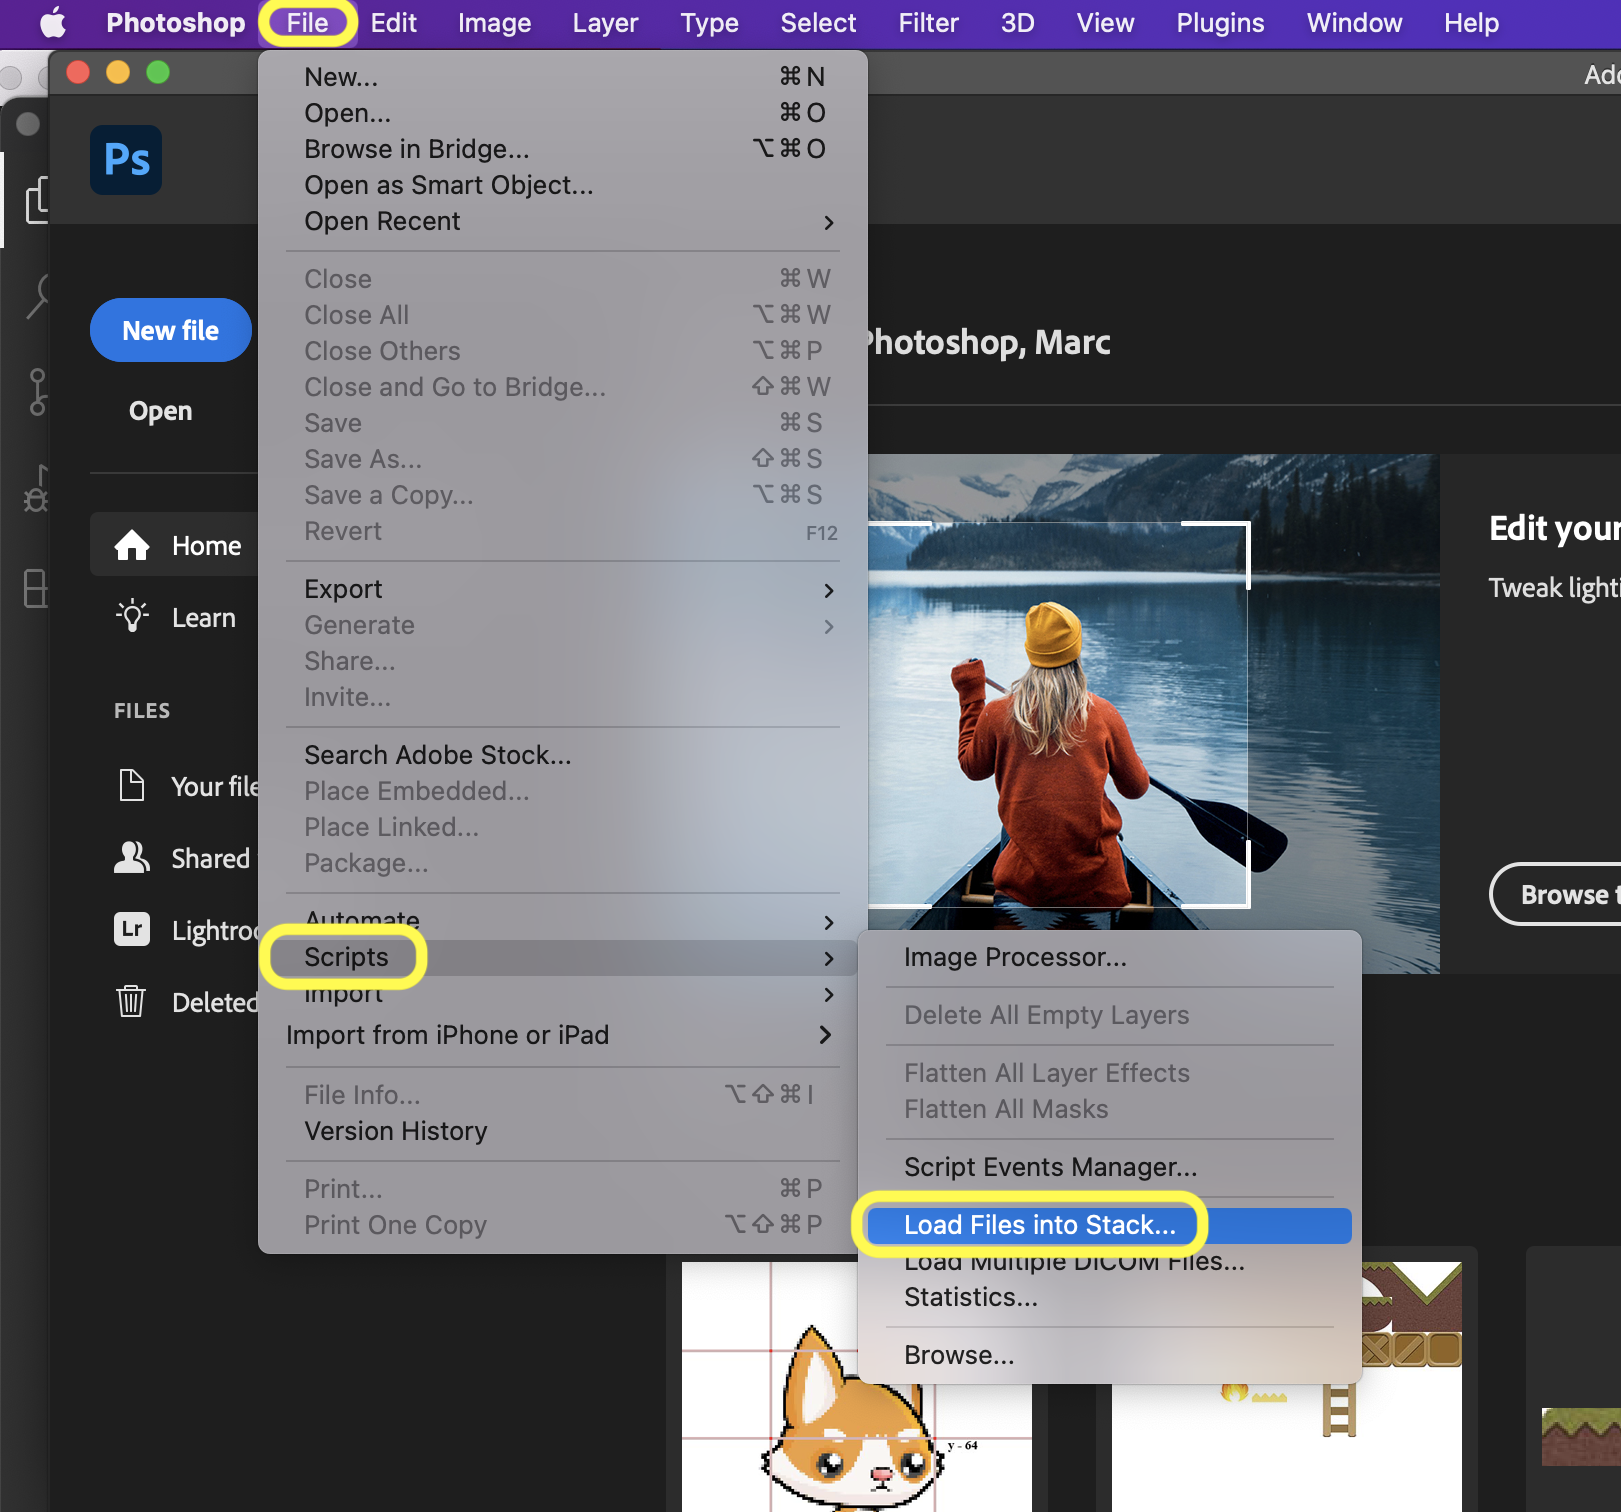 Photoshop File Edit Image Layer Type Select Filter 3D View Plugins Window Help
Ps
New file
Open
Home
Learn
FILES
Your file
Shared
Lr
Deleted
New... ⌘N
Open... ⌘O
Browse in Bridge... ⌥⌘O
Open as Smart Object...
Open Recent
Close ⌘W
Close All ⌥⌘W
Close Others ⌥⌘P
Close and Go to Bridge... ⇧⌘W
Save ⌘S
Save As... ⇧⌘S
Save a Copy... ⌥⌘S
Revert F12
Export
Generate
Share...
Invite...
Search Adobe Stock...
Place Embedded...
Place Linked...
Package...
Automate
Scripts
Import
Import from iPhone or iPad
File Info... ⌥⇧⌘I
Version History
Print... ⌘P
Print One Copy ⌥⇧⌘P
Image Processor...
Delete All Empty Layers
Flatten All Layer Effects
Flatten All Masks
Script Events Manager...
Load Files into Stack...
Load Multiple DICOM Files...
Statistics...
Browse...
Photoshop, Marc
Edit your
Tweak
Browse
y - 64